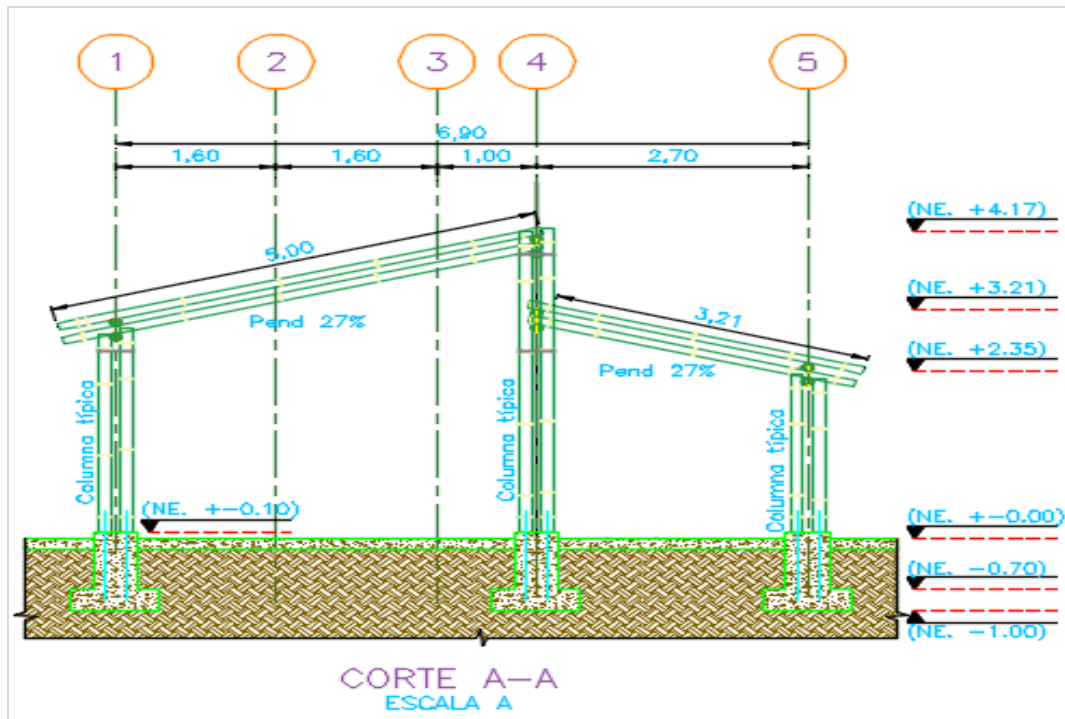 1 2 3 4 5
6,90
1,60 1,60 1,00 2,70
(NE. +4.17)
5,00
(NE. +3.21)
3,21
Pend 27%
(NE. +2.35)
Pend 27%
Columna típica
Columna típica
Columna típica
(NE. +-0.10)
(NE. +-0.00)
(NE. -0.70)
(NE. -1.00)
CORTE A-A
ESCALA A